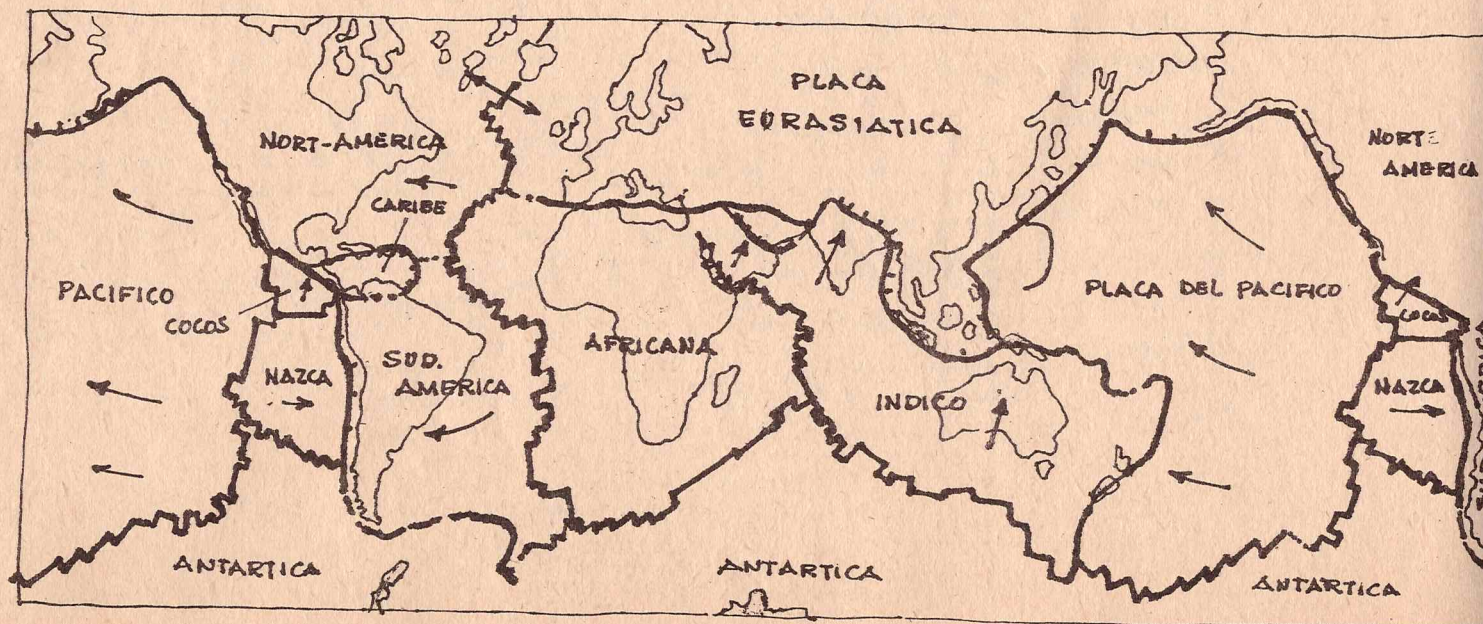 PLACA
EURASIATICA
NORT-AMERICA
NORTE
AMERICA
CARIBE
PACIFICO
COCOS
PLACA DEL PACIFICO
COCOS
AFRICANA
SUD.
AMERICA
NAZCA
INDICO
NAZCA
ANTARTICA
ANTARTICA
ANTARTICA